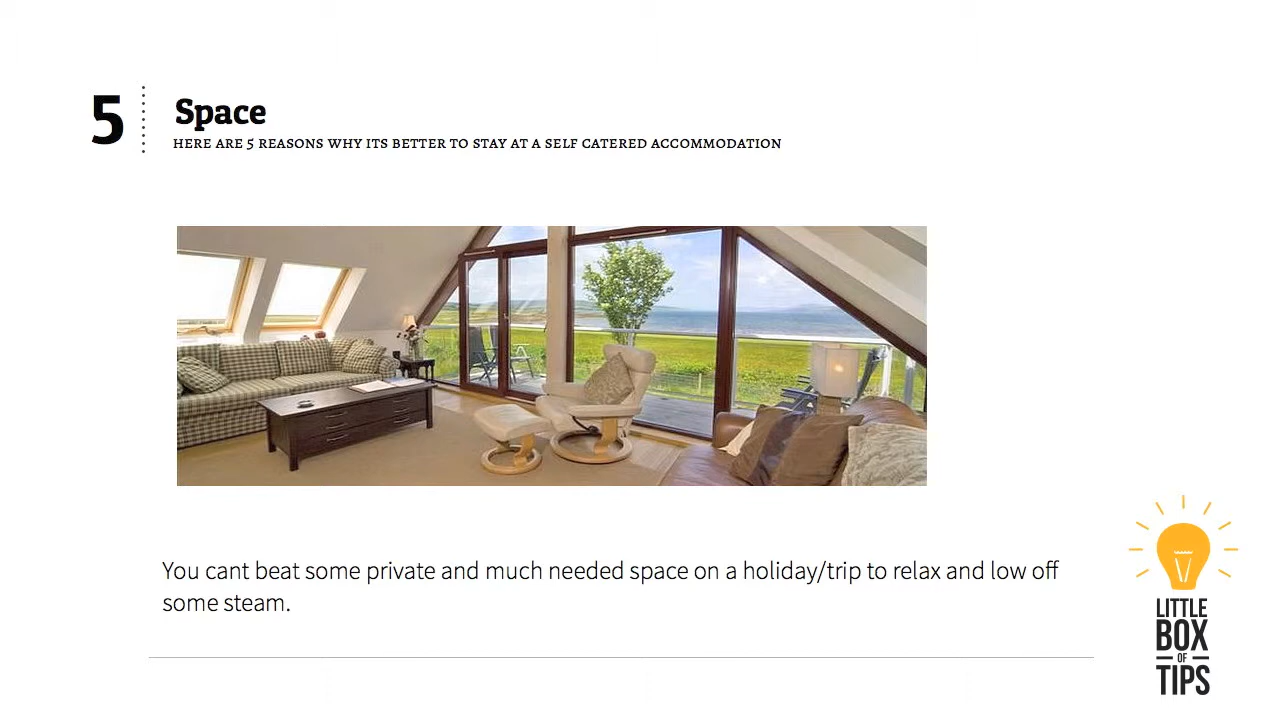 5
Space
HERE ARE 5 REASONS WHY ITS BETTER TO STAY AT A SELF CATERED ACCOMMODATION
You cant beat some private and much needed space on a holiday/trip to relax and low off
some steam.
LITTLE
BOX
OF
TIPS